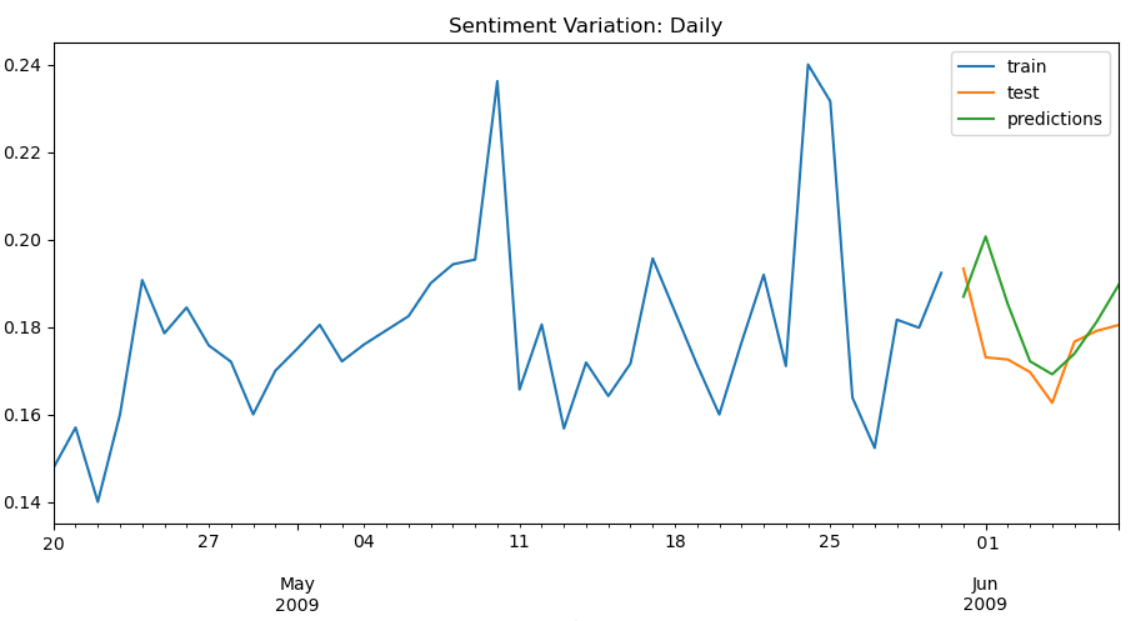 Sentiment Variation: Daily
0.24
0.22
0.20
0.18
0.16
0.14
train
test
predictions
20 27 04 11 18 25 01
May Jun
2009 2009